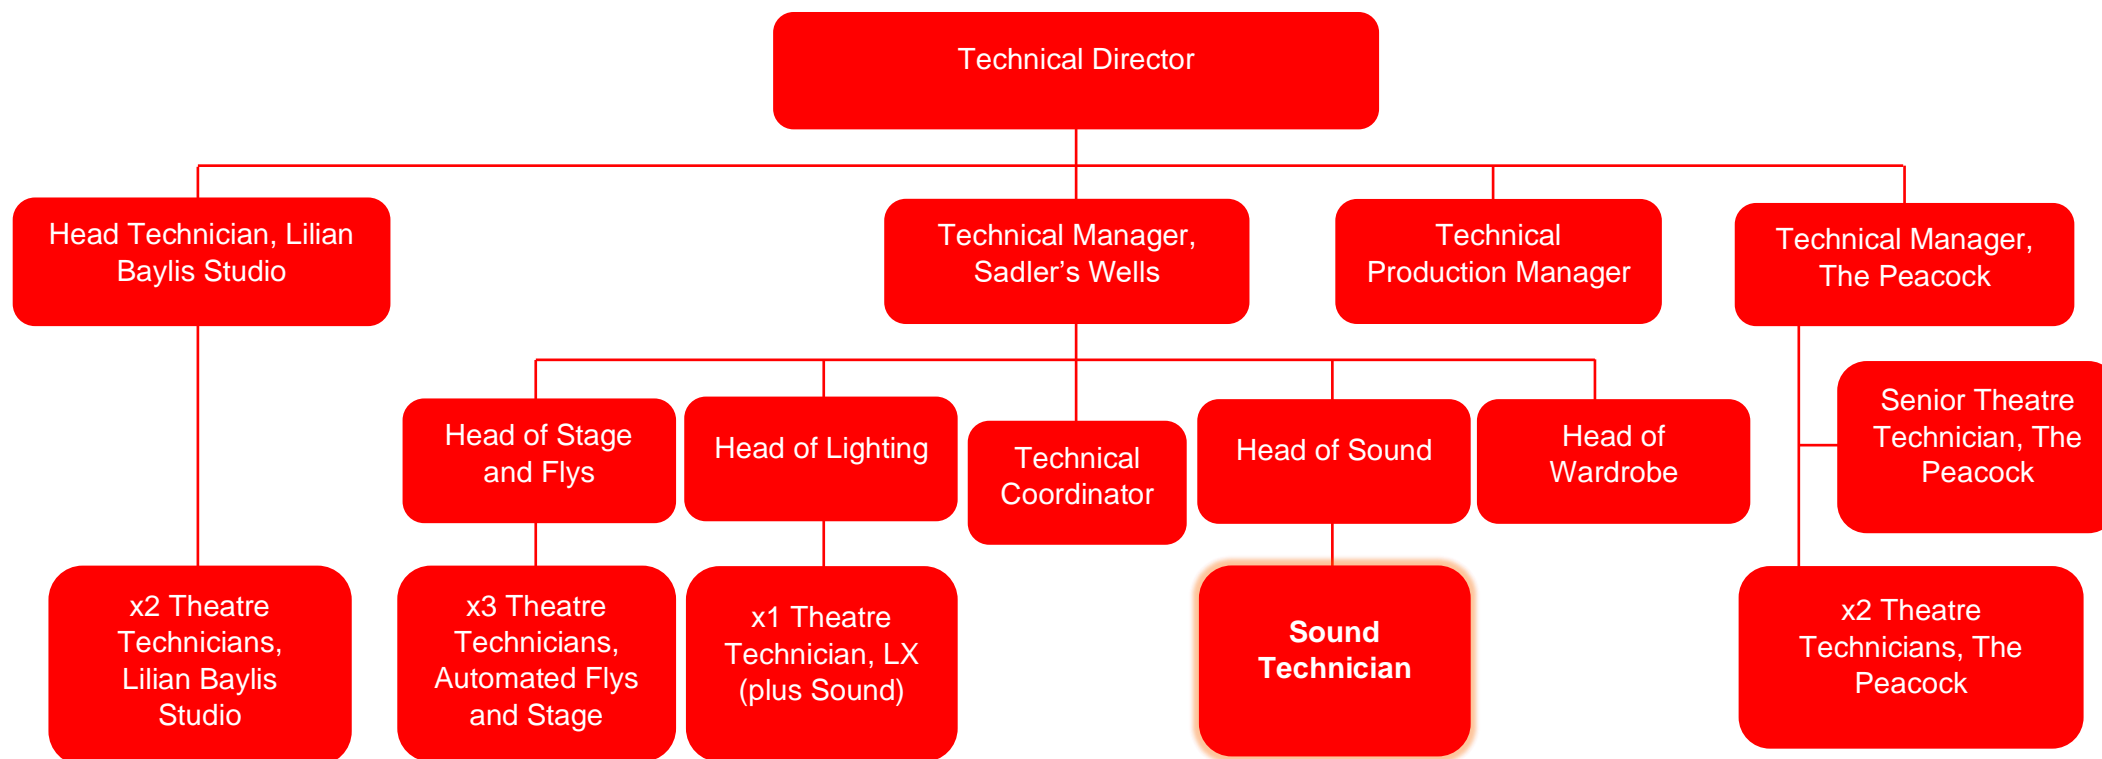 Technical Director
Head Technician, Lilian
Baylis Studio
Technical Manager,
Sadler’s Wells
Technical
Production Manager
Technical Manager,
The Peacock
Head of Stage
and Flys
Head of Lighting
Technical
Coordinator
Head of Sound
Head of
Wardrobe
Senior Theatre
Technician, The
Peacock
x2 Theatre
Technicians,
Lilian Baylis
Studio
x3 Theatre
Technicians,
Automated Flys
and Stage
x1 Theatre
Technician, LX
(plus Sound)
Sound
Technician
x2 Theatre
Technicians, The
Peacock